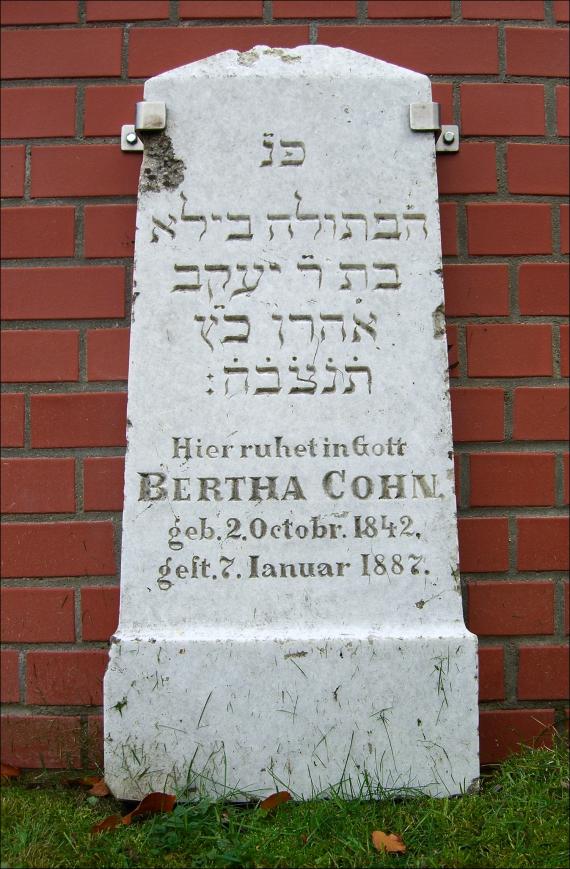 פנ
הבתולה בילא
בת ר יעקב
אהרן כץ
תנצבה:
Hier ruhet in Gott
BERTHA COHN.
geb. 2. Octobr. 1842.
gest. 7. Ianuar 1887.